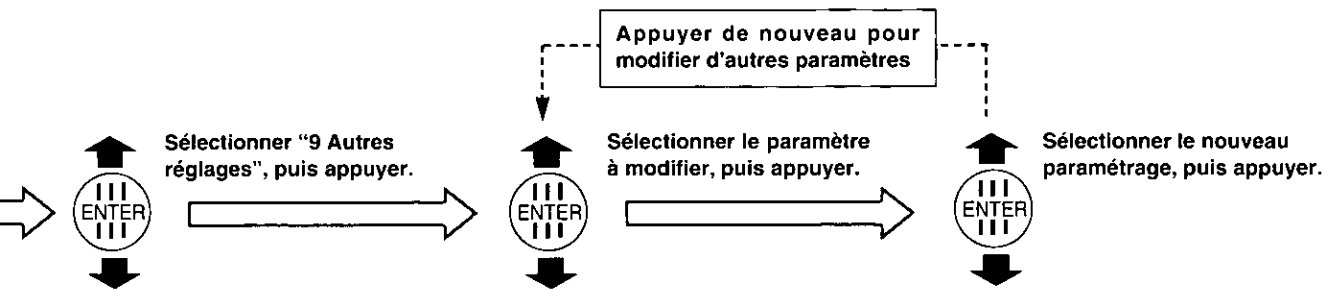 Appuyer de nouveau pour
modifier d'autres paramètres
Sélectionner “9 Autres
réglages”, puis appuyer.
Sélectionner le paramètre
à modifier, puis appuyer.
Sélectionner le nouveau
paramétrage, puis appuyer.
ENTER
ENTER
ENTER